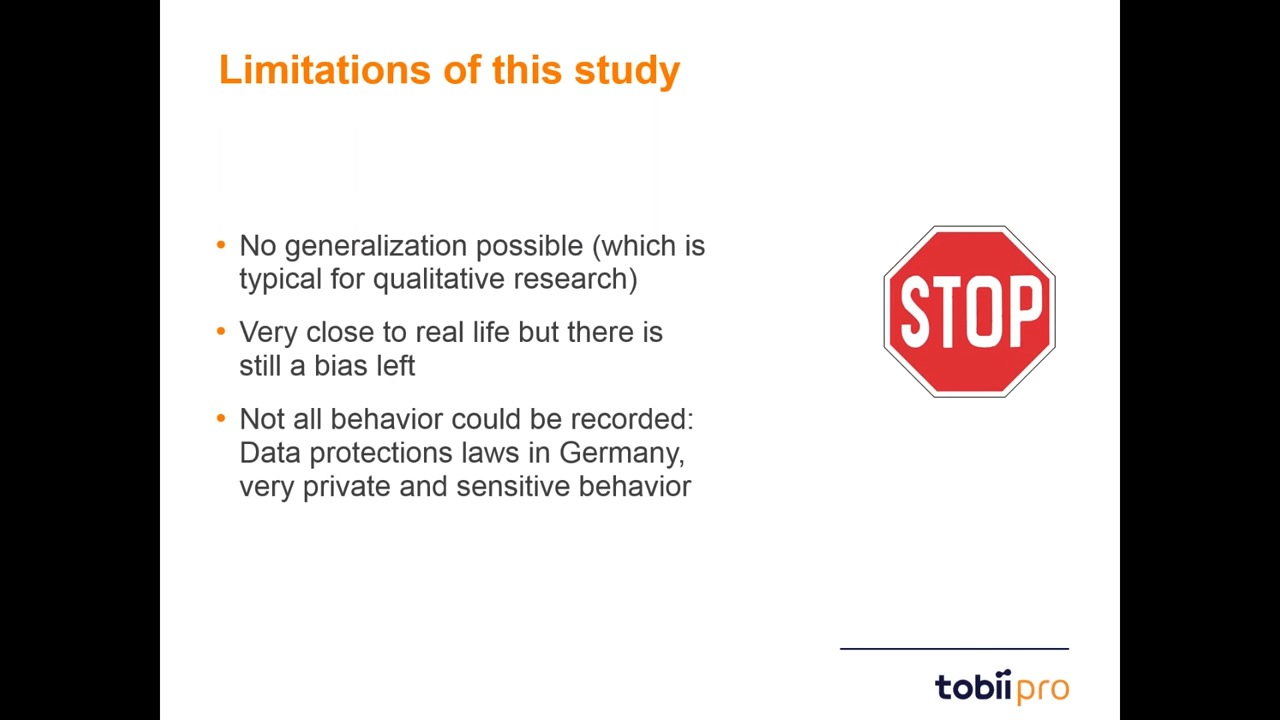 Limitations of this study
• No generalization possible (which is
typical for qualitative research)
• Very close to real life but there is
still a bias left
• Not all behavior could be recorded:
Data protections laws in Germany,
very private and sensitive behavior
STOP
tobii pro